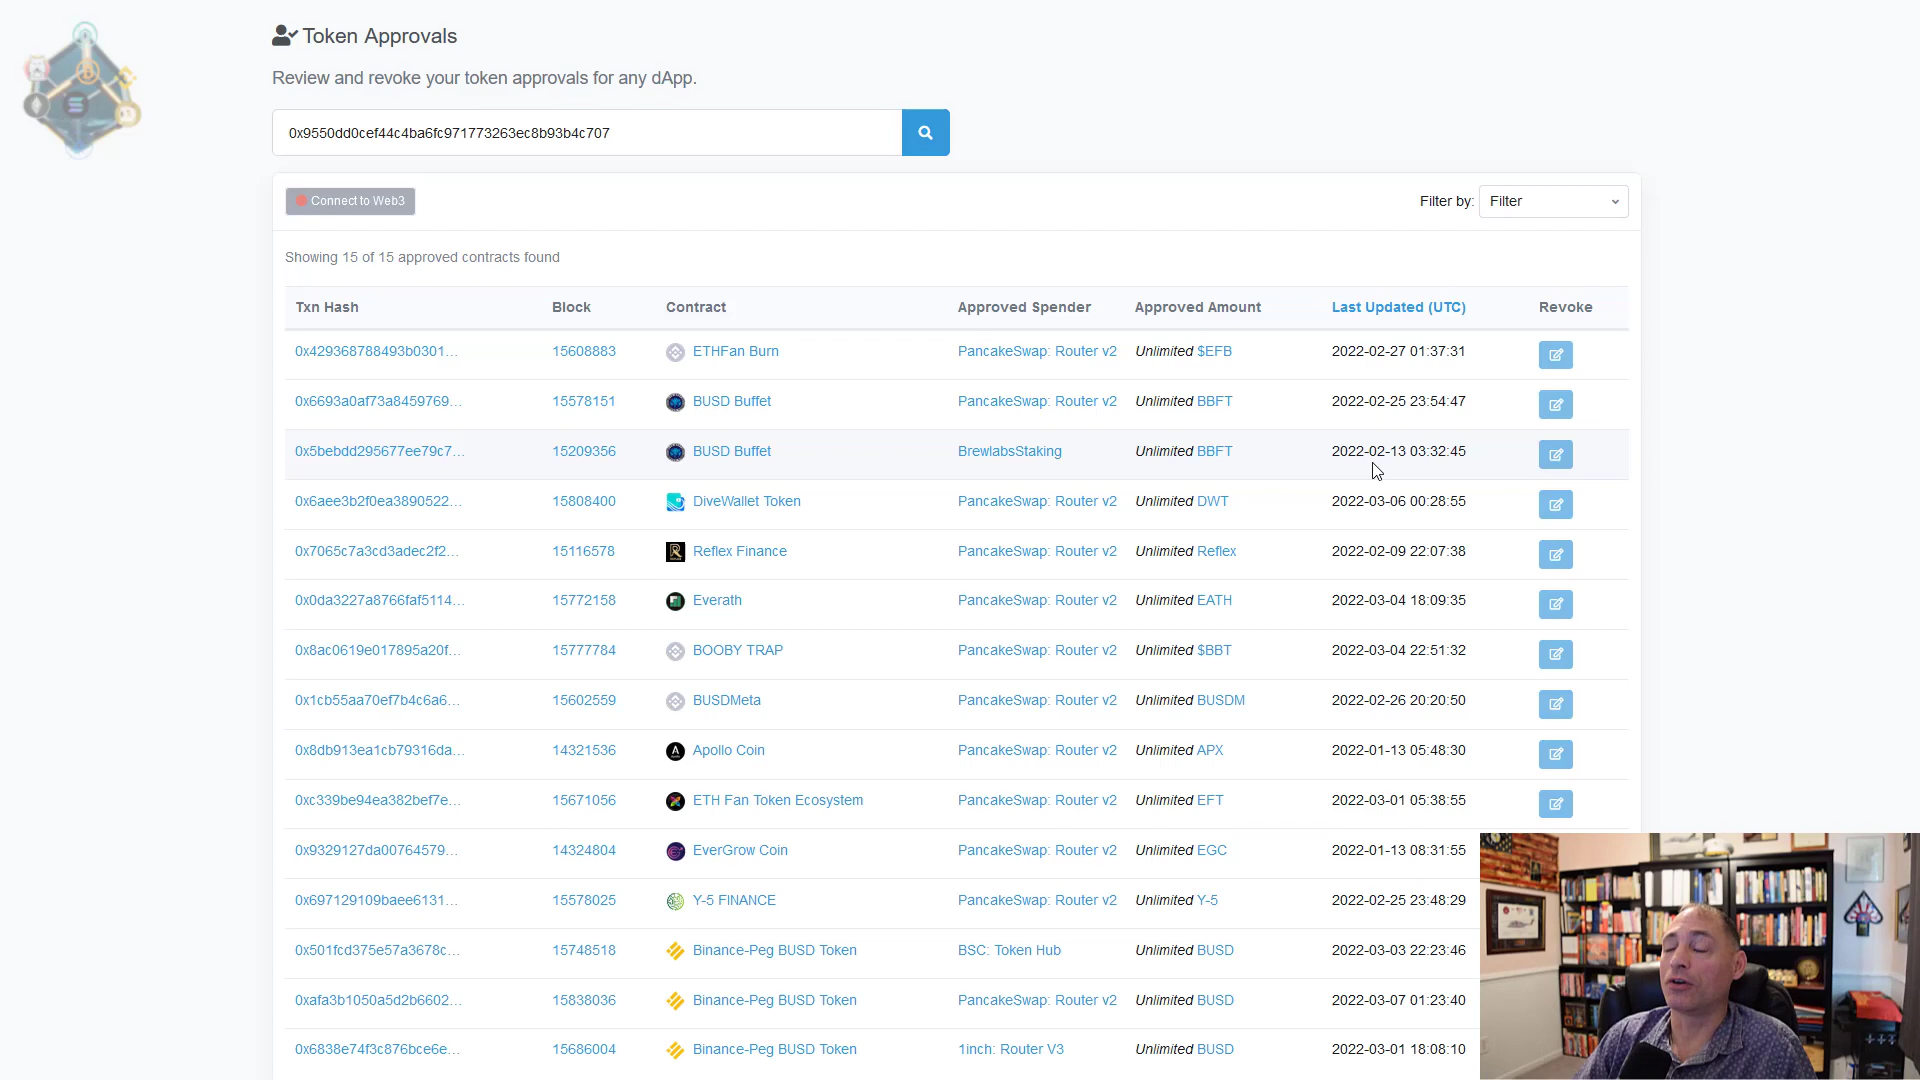 Token Approvals
Review and revoke your token approvals for any dApp.
0x9550dd0cef44c4ba6fc971773263ec8b93b4c707
Connect to Web3
Filter by: Filter
Showing 15 of 15 approved contracts found
Txn Hash Block Contract Approved Spender Approved Amount Last Updated (UTC) Revoke
0x429368788493b0301... 15608883 ETHFan Burn PancakeSwap: Router v2 Unlimited $EFB 2022-02-27 01:37:31
0x6693a0af73a8459769... 15578151 BUSD Buffet PancakeSwap: Router v2 Unlimited BBFT 2022-02-25 23:54:47
0x5bebdd295677ee79c7... 15209356 BUSD Buffet BrewlabsStaking Unlimited BBFT 2022-02-13 03:32:45
0x6aee3b2f0ea3890522... 15808400 DiveWallet Token PancakeSwap: Router v2 Unlimited DWT 2022-03-06 00:28:55
0x7065c7a3cd3adec2f2... 15116578 Reflex Finance PancakeSwap: Router v2 Unlimited Reflex 2022-02-09 22:07:38
0x0da3227a8766faf5114... 15772158 Everath PancakeSwap: Router v2 Unlimited EATH 2022-03-04 18:09:35
0x8ac0619e017895a20f... 15777784 BOOBY TRAP PancakeSwap: Router v2 Unlimited $BBT 2022-03-04 22:51:32
0x1cb55aa70ef7b4c6a6... 15602559 BUSDMeta PancakeSwap: Router v2 Unlimited BUSDM 2022-02-26 20:20:50
0x8db913ea1cb79316da... 14321536 Apollo Coin PancakeSwap: Router v2 Unlimited APX 2022-01-13 05:48:30
0xc339be94ea382bef7e... 15671056 ETH Fan Token Ecosystem PancakeSwap: Router v2 Unlimited EFT 2022-03-01 05:38:55
0x9329127da00764579... 14324804 EverGrow Coin PancakeSwap: Router v2 Unlimited EGC 2022-01-13 08:31:55
0x697129109baee6131... 15578025 Y-5 FINANCE PancakeSwap: Router v2 Unlimited Y-5 2022-02-25 23:48:29
0x501fcd375e57a3678c... 15748518 Binance-Peg BUSD Token BSC: Token Hub Unlimited BUSD 2022-03-03 22:23:46
0xafa3b1050a5d2b6602... 15838036 Binance-Peg BUSD Token PancakeSwap: Router v2 Unlimited BUSD 2022-03-07 01:23:40
0x6838e74f3c876bce6e... 15686004 Binance-Peg BUSD Token 1inch: Router V3 Unlimited BUSD 2022-03-01 18:08:10